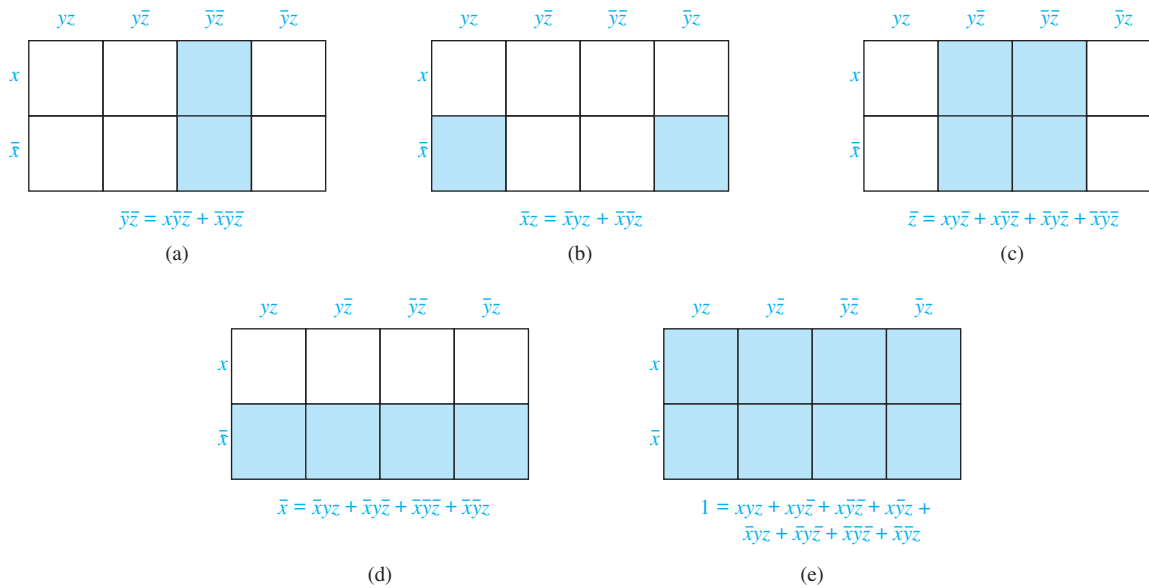 yz yz̄ ȳz̄ ȳz
x
x̄
ȳz̄ = xȳz̄ + x̄ȳz̄
(a)
yz yz̄ ȳz̄ ȳz
x
x̄
x̄z = x̄yz + x̄ȳz
(b)
yz yz̄ ȳz̄ ȳz
x
x̄
z̄ = xyz̄ + xȳz̄ + x̄yz̄ + x̄ȳz̄
(c)
yz yz̄ ȳz̄ ȳz
x
x̄
x̄ = x̄yz + x̄yz̄ + x̄ȳz̄ + x̄ȳz
(d)
yz yz̄ ȳz̄ ȳz
x
x̄
1 = xyz + xyz̄ + xȳz̄ + xȳz +
x̄yz + x̄yz̄ + x̄ȳz̄ + x̄ȳz
(e)